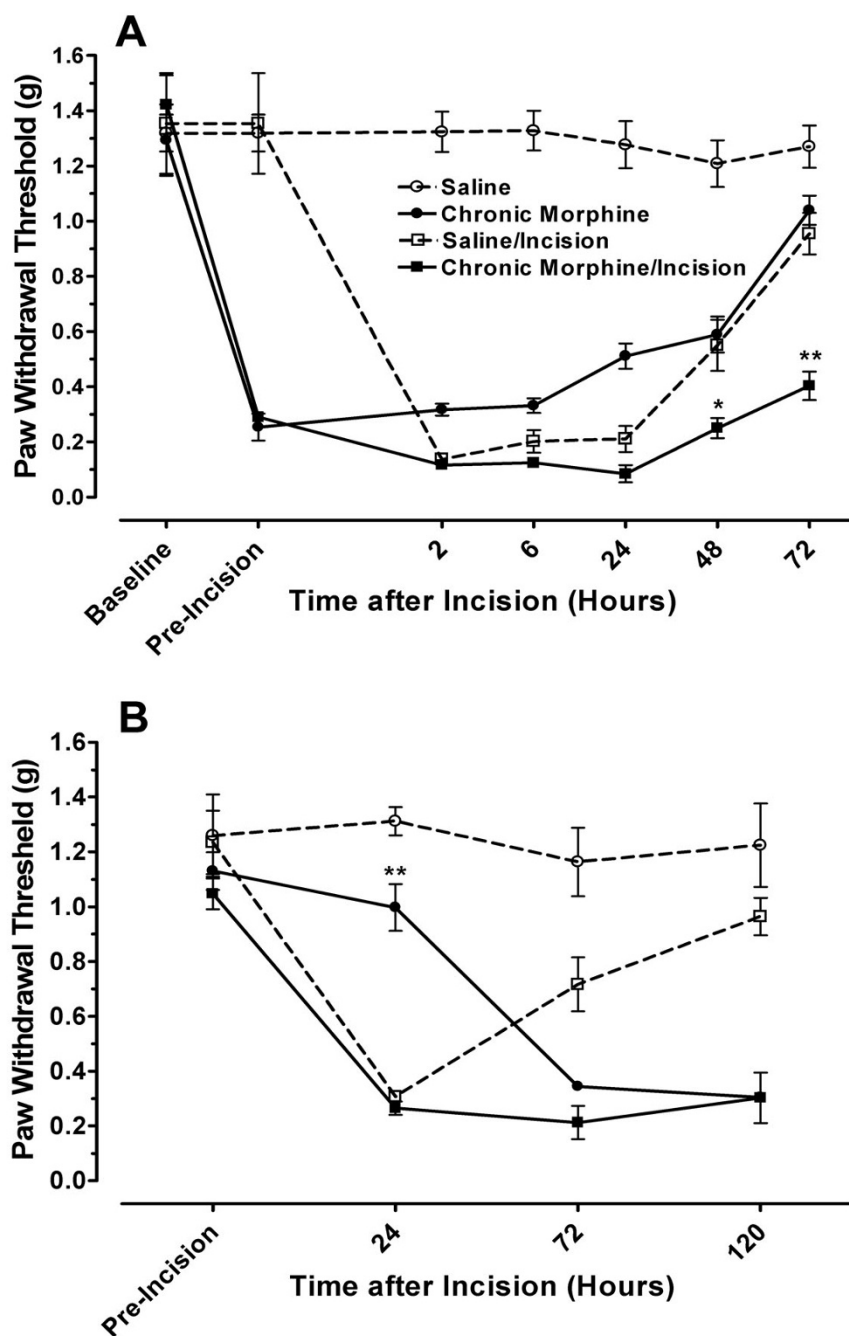 A
Paw Withdrawal Threshold (g)
1.6
1.4
1.2
1.0
0.8
0.6
0.4
0.2
0.0
Saline
Chronic Morphine
Saline/Incision
Chronic Morphine/Incision
*
**
Baseline
Pre-Incision
2
6
24
48
72
Time after Incision (Hours)
B
Paw Withdrawal Thresheld (g)
1.6
1.4
1.2
1.0
0.8
0.6
0.4
0.2
0.0
**
Pre-Incision
24
72
120
Time after Incision (Hours)